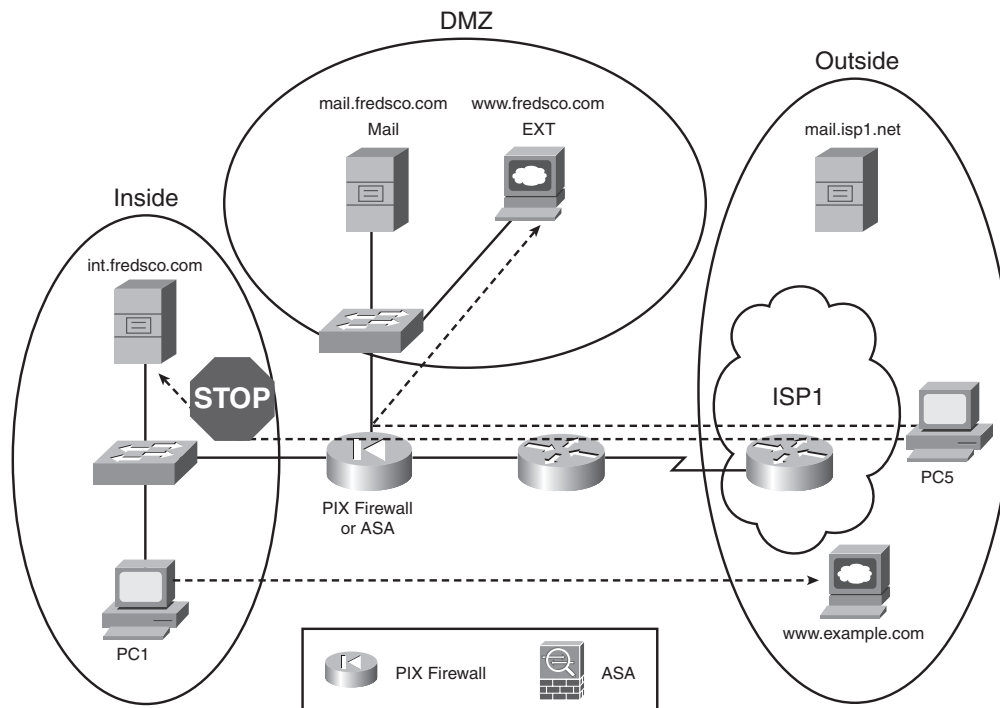 DMZ
Outside
mail.fredsco.com
www.fredsco.com
Mail
EXT
mail.isp1.net
Inside
int.fredsco.com
STOP
ISP1
PC5
PIX Firewall
or ASA
PC1
www.example.com
PIX Firewall
ASA